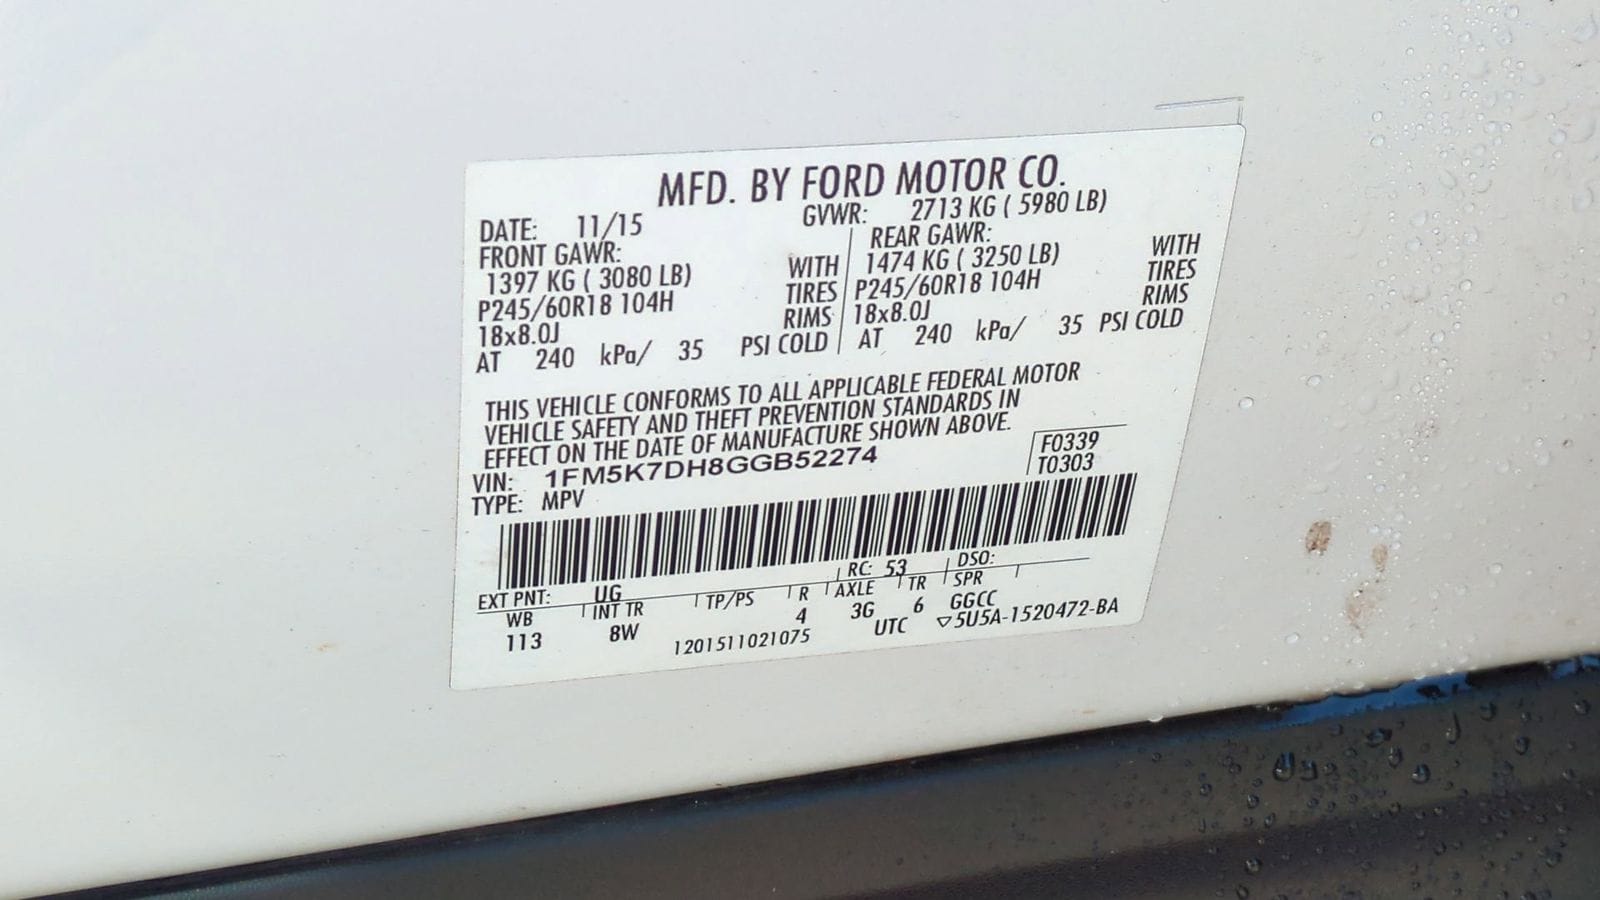 MFD. BY FORD MOTOR CO.
DATE: 11/15 GVWR: 2713 KG ( 5980 LB)
FRONT GAWR: REAR GAWR:
1397 KG ( 3080 LB) WITH 1474 KG ( 3250 LB) WITH
P245/60R18 104H TIRES P245/60R18 104H TIRES
18x8.0J RIMS 18x8.0J RIMS
AT 240 kPa/ 35 PSI COLD AT 240 kPa/ 35 PSI COLD
THIS VEHICLE CONFORMS TO ALL APPLICABLE FEDERAL MOTOR
VEHICLE SAFETY AND THEFT PREVENTION STANDARDS IN
EFFECT ON THE DATE OF MANUFACTURE SHOWN ABOVE.
VIN: 1FM5K7DH8GGB52274 F0339
TYPE: MPV T0303
EXT PNT: UG RC: 53 DSO:
WB INT TR TP/PS R AXLE TR SPR
113 8W 4 3G 6 GGCC
1201511021075 UTC ▽5U5A-1520472-BA